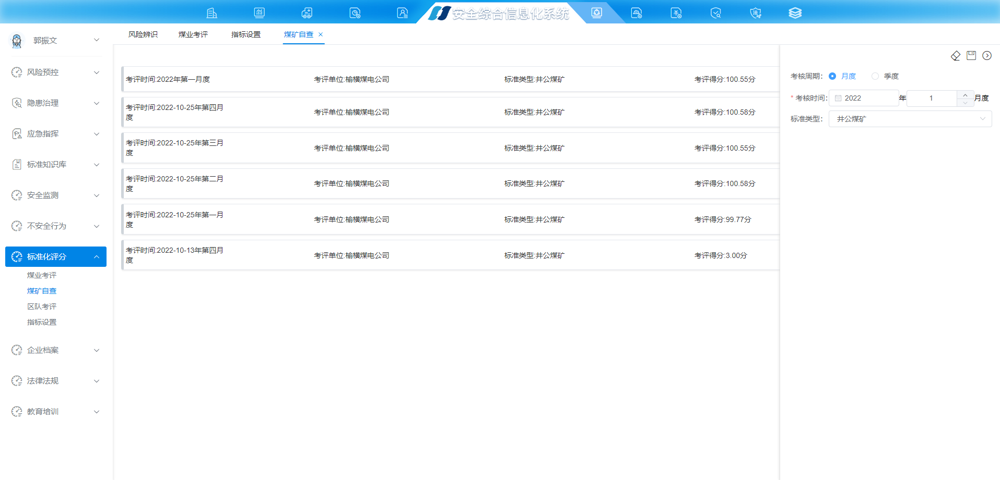 安全综合信息化系统
郭振文
风险预控
隐患治理
应急指挥
标准知识库
安全监测
不安全行为
标准化评分
煤业考评
煤矿自查
区队考评
指标设置
企业档案
法律法规
教育培训
风险辨识 煤业考评 指标设置 煤矿自查
考评时间:2022年第一月度 考评单位:榆横煤电公司 标准类型:井公煤矿 考评得分:100.55分
考评时间:2022-10-25年第四月
度 考评单位:榆横煤电公司 标准类型:井公煤矿 考评得分:100.58分
考评时间:2022-10-25年第三月
度 考评单位:榆横煤电公司 标准类型:井公煤矿 考评得分:100.55分
考评时间:2022-10-25年第二月
度 考评单位:榆横煤电公司 标准类型:井公煤矿 考评得分:100.58分
考评时间:2022-10-25年第一月
度 考评单位:榆横煤电公司 标准类型:井公煤矿 考评得分:99.77分
考评时间:2022-10-13年第四月
度 考评单位:榆横煤电公司 标准类型:井公煤矿 考评得分:3.00分
考核周期: 月度 季度
* 考核时间: 2022 年 1 月度
标准类型: 井公煤矿